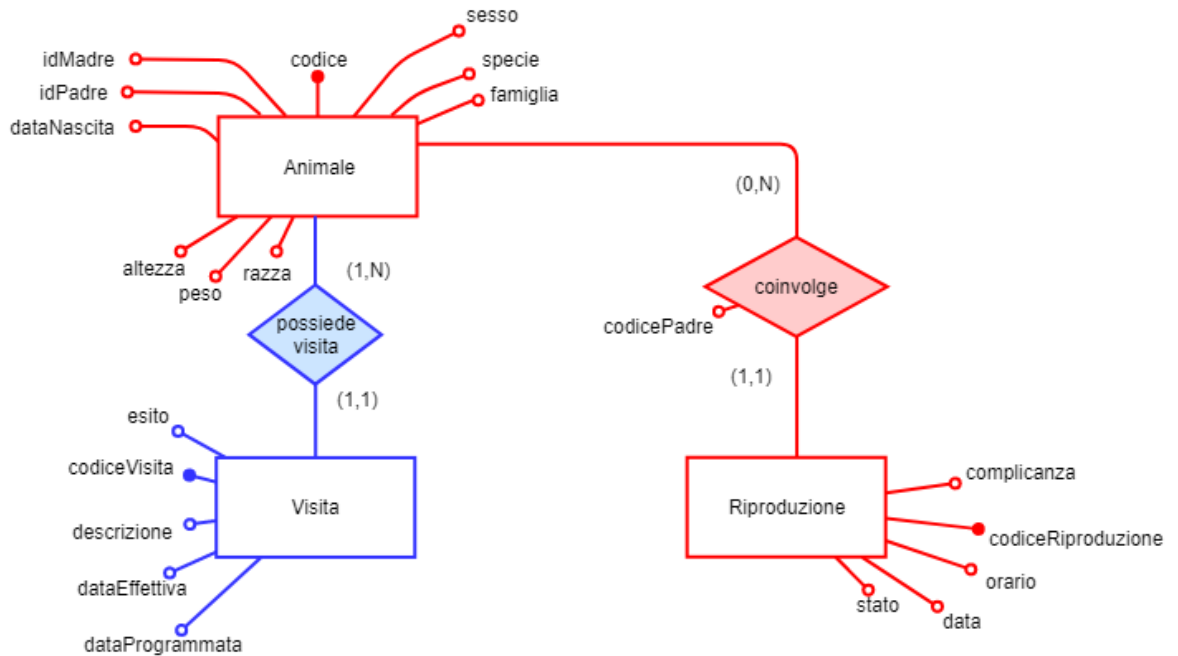 sesso
idMadre
codice
specie
idPadre
famiglia
dataNascita
Animale
(0,N)
altezza
razza
(1,N)
peso
coinvolge
possiede
visita
codicePadre
(1,1)
(1,1)
esito
codiceVisita
complicanza
Visita
Riproduzione
descrizione
codiceRiproduzione
dataEffettiva
orario
stato
data
dataProgrammata